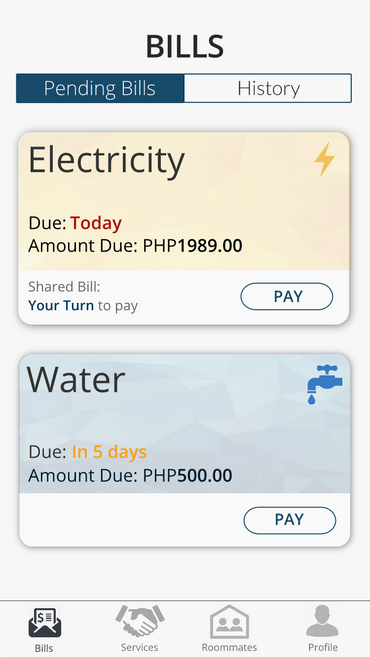 BILLS
Pending Bills
History
Electricity
Due: Today
Amount Due: PHP1989.00
Shared Bill:
Your Turn to pay
PAY
Water
Due: In 5 days
Amount Due: PHP500.00
PAY
Bills
Services
Roommates
Profile